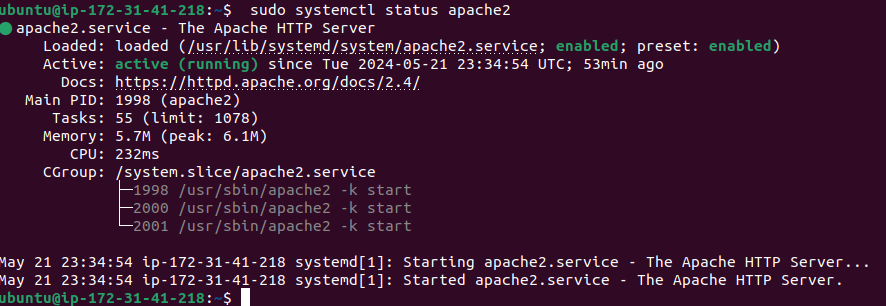 ubuntu@ip-172-31-41-218:~$  sudo systemctl status apache2
● apache2.service - The Apache HTTP Server
     Loaded: loaded (/usr/lib/systemd/system/apache2.service; enabled; preset: enabled)
     Active: active (running) since Tue 2024-05-21 23:34:54 UTC; 53min ago
       Docs: https://httpd.apache.org/docs/2.4/
   Main PID: 1998 (apache2)
      Tasks: 55 (limit: 1078)
     Memory: 5.7M (peak: 6.1M)
        CPU: 232ms
     CGroup: /system.slice/apache2.service
             ├─1998 /usr/sbin/apache2 -k start
             ├─2000 /usr/sbin/apache2 -k start
             └─2001 /usr/sbin/apache2 -k start

May 21 23:34:54 ip-172-31-41-218 systemd[1]: Starting apache2.service - The Apache HTTP Server...
May 21 23:34:54 ip-172-31-41-218 systemd[1]: Started apache2.service - The Apache HTTP Server.
ubuntu@ip-172-31-41-218:~$